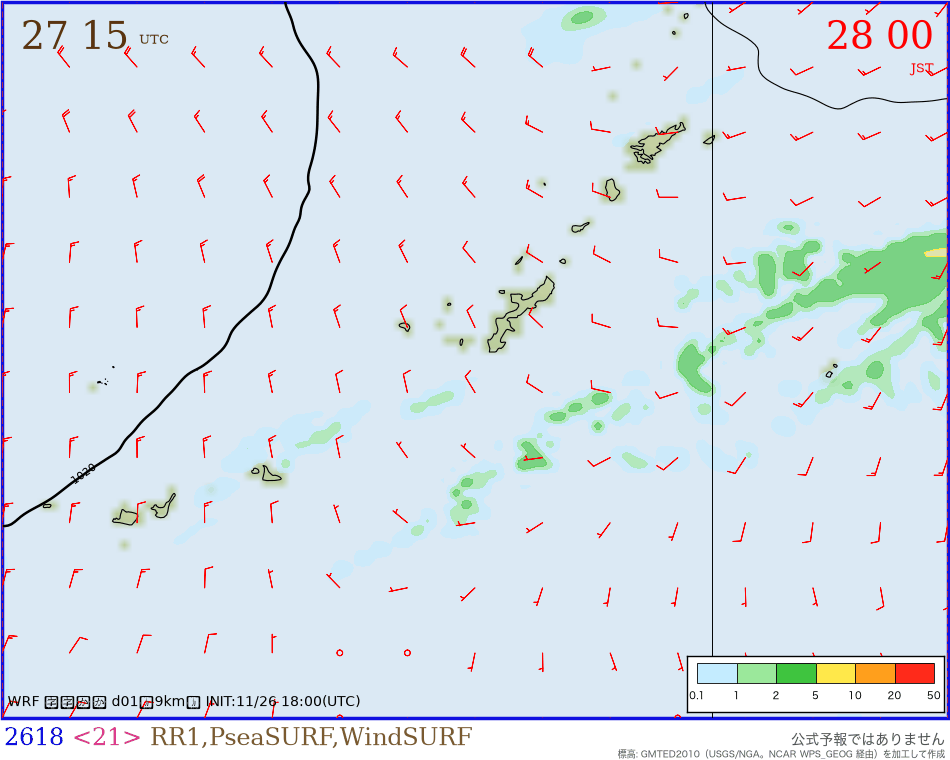 27 15 UTC
28 00
JST
1020
WRF d01 9km INIT:11/26-18:00(UTC)
0.1 1 2 5 10 20 50
2618 <21> RR1,PseaSURF,WindSURF
公式予報ではありません
標高: GMTED2010（USGS/NGA。NCAR WPS_GEOG 経由）を加工して作成